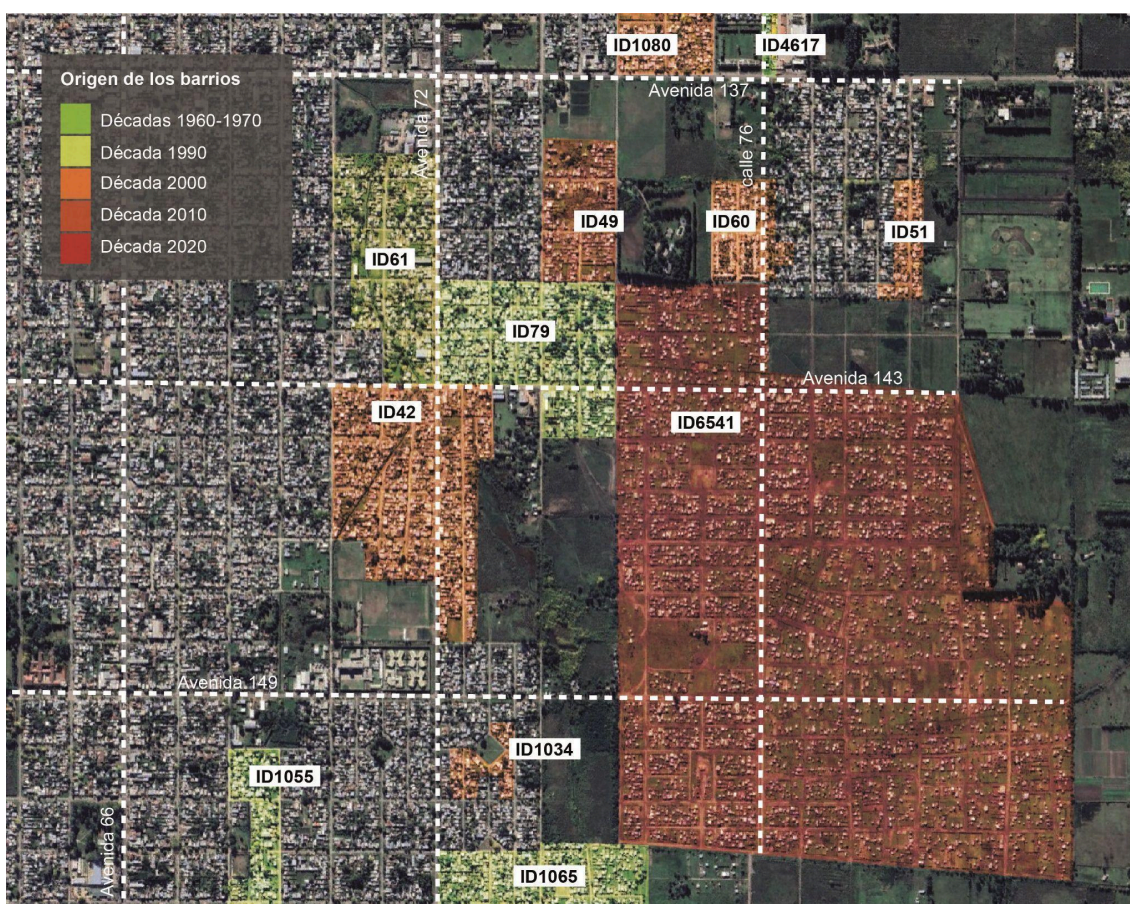 ID1080
ID4617
Origen de los barrios
Décadas 1960-1970
Década 1990
Década 2000
Década 2010
Década 2020
Avenida 72
Avenida 137
calle 76
ID49
ID60
ID51
ID61
ID79
Avenida 143
ID42
ID6541
Avenida 149
ID1034
ID1055
Avenida 66
ID1065